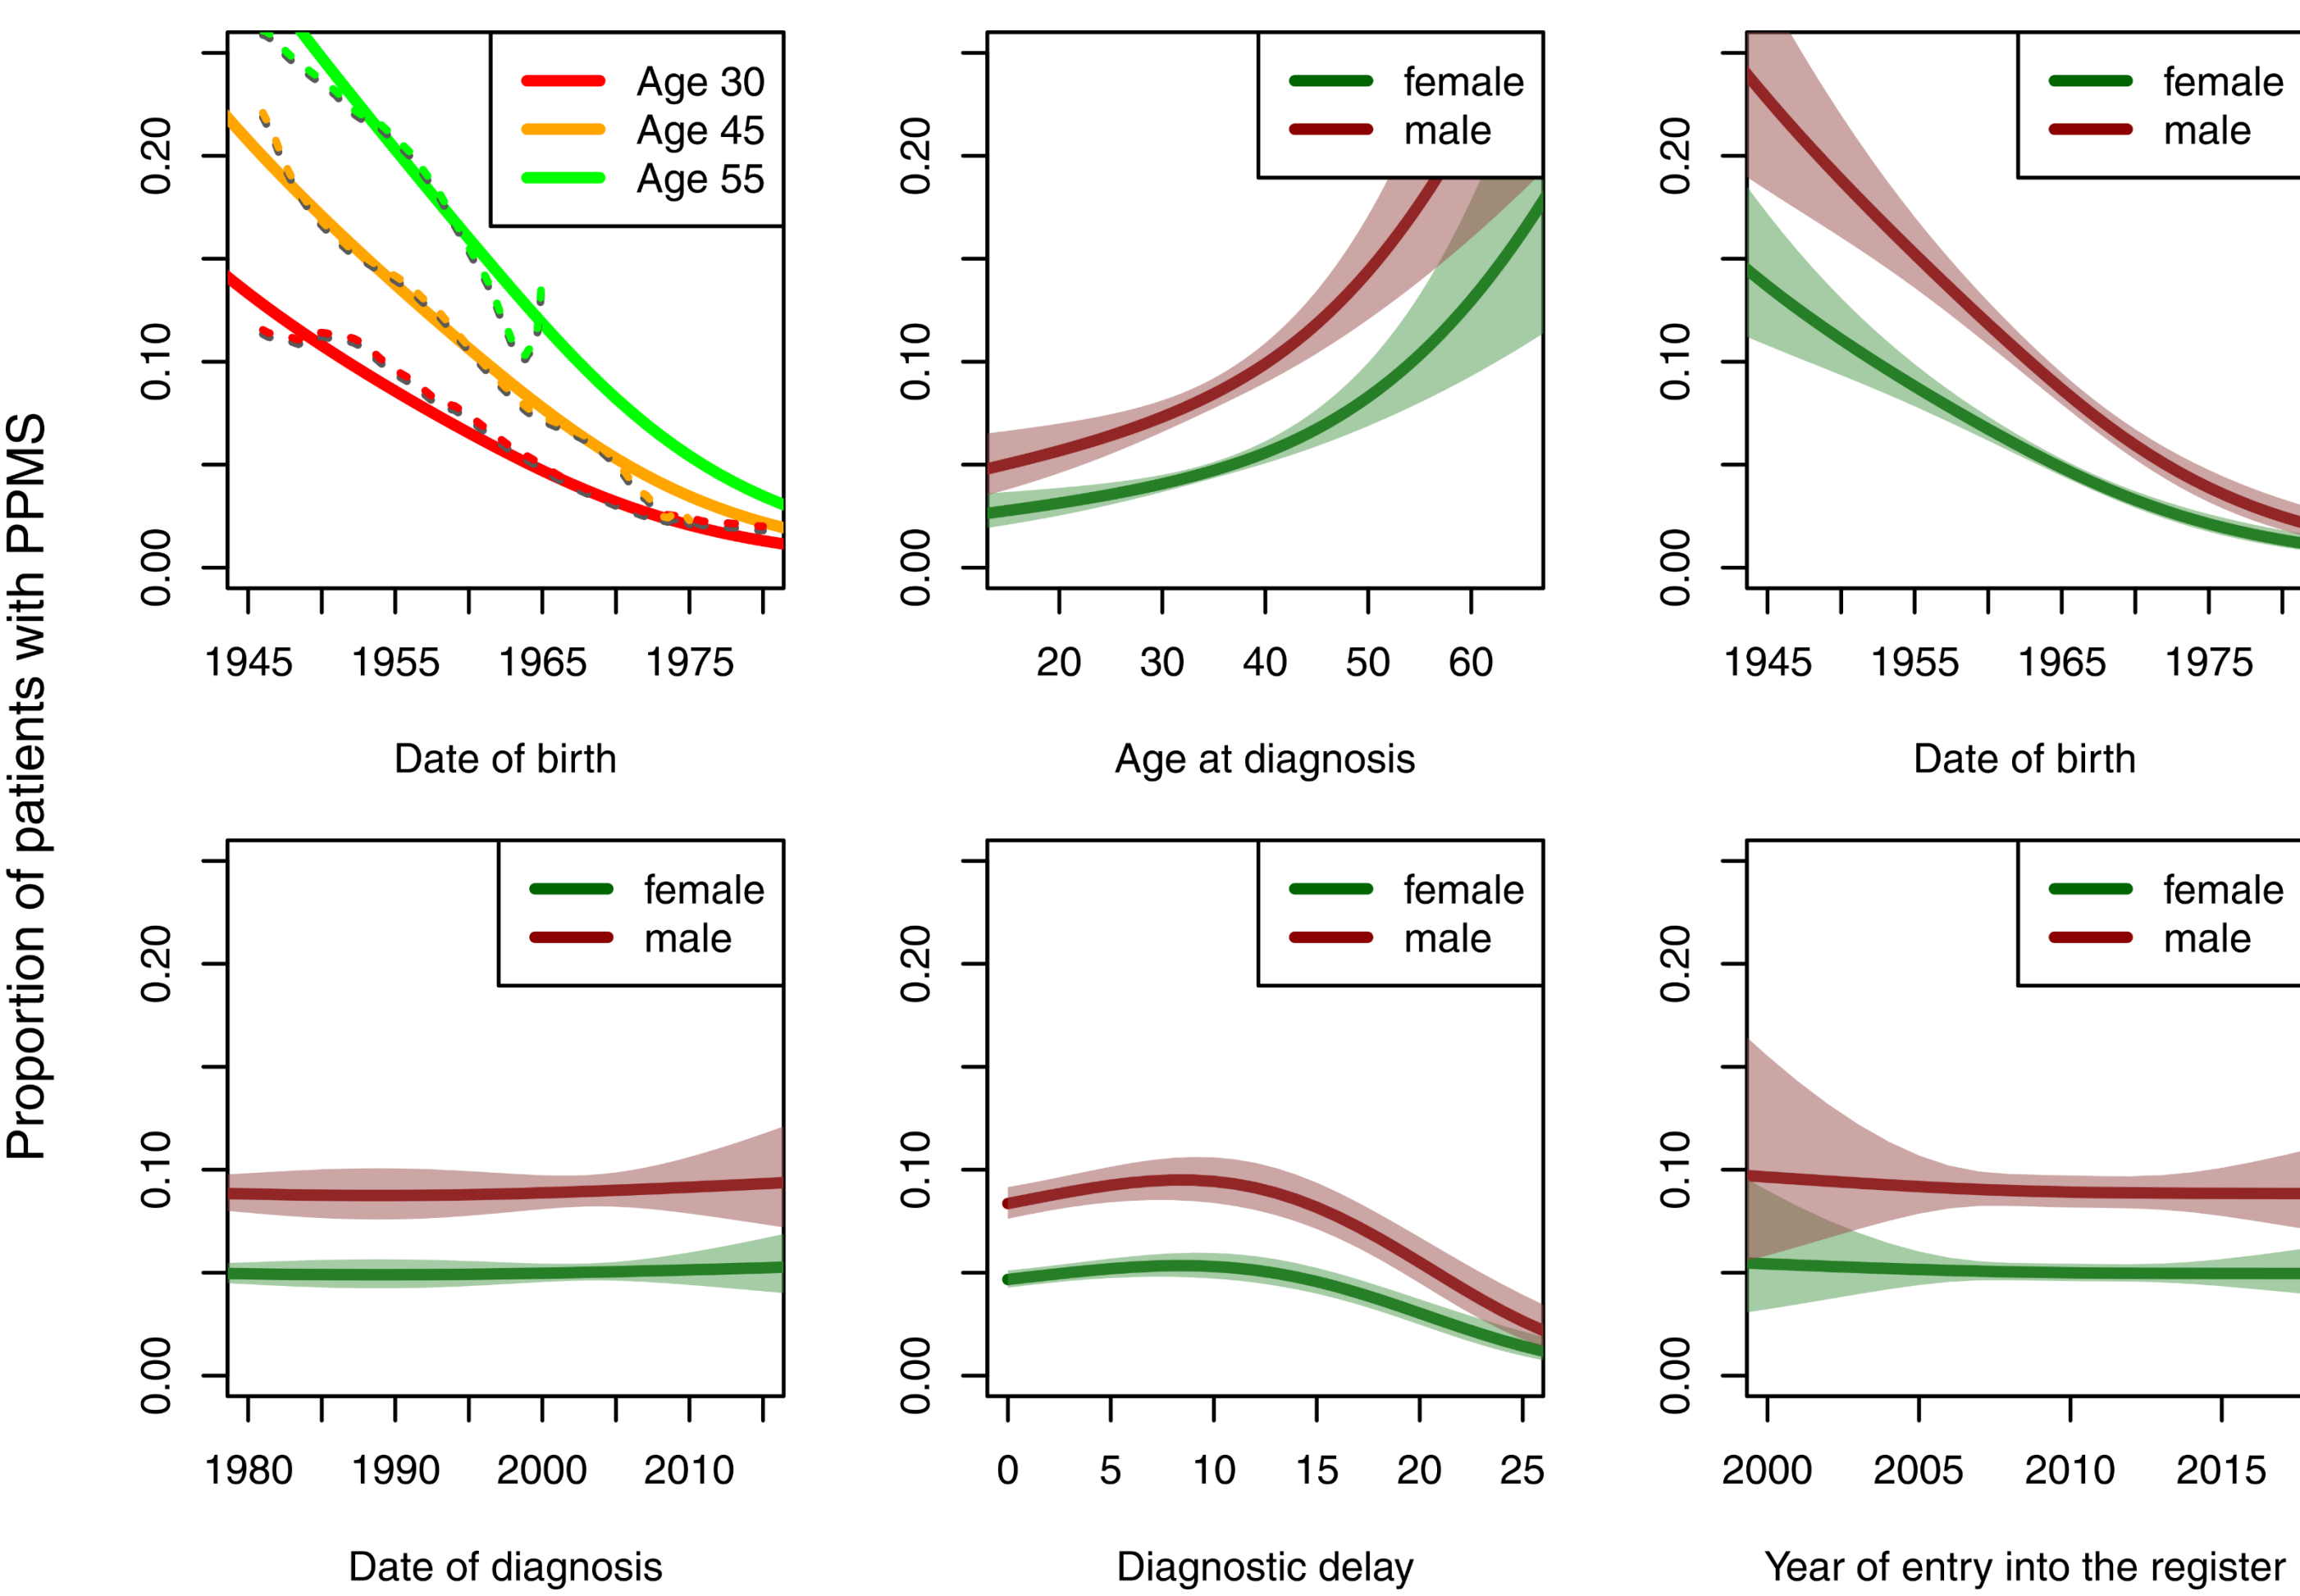 Proportion of patients with PPMS
Age 30
Age 45
Age 55
0.00 0.10 0.20
1945 1955 1965 1975
Date of birth
female
male
0.00 0.10 0.20
20 30 40 50 60
Age at diagnosis
female
male
0.00 0.10 0.20
1945 1955 1965 1975
Date of birth
female
male
0.00 0.10 0.20
1980 1990 2000 2010
Date of diagnosis
female
male
0.00 0.10 0.20
0 5 10 15 20 25
Diagnostic delay
female
male
0.00 0.10 0.20
2000 2005 2010 2015
Year of entry into the register